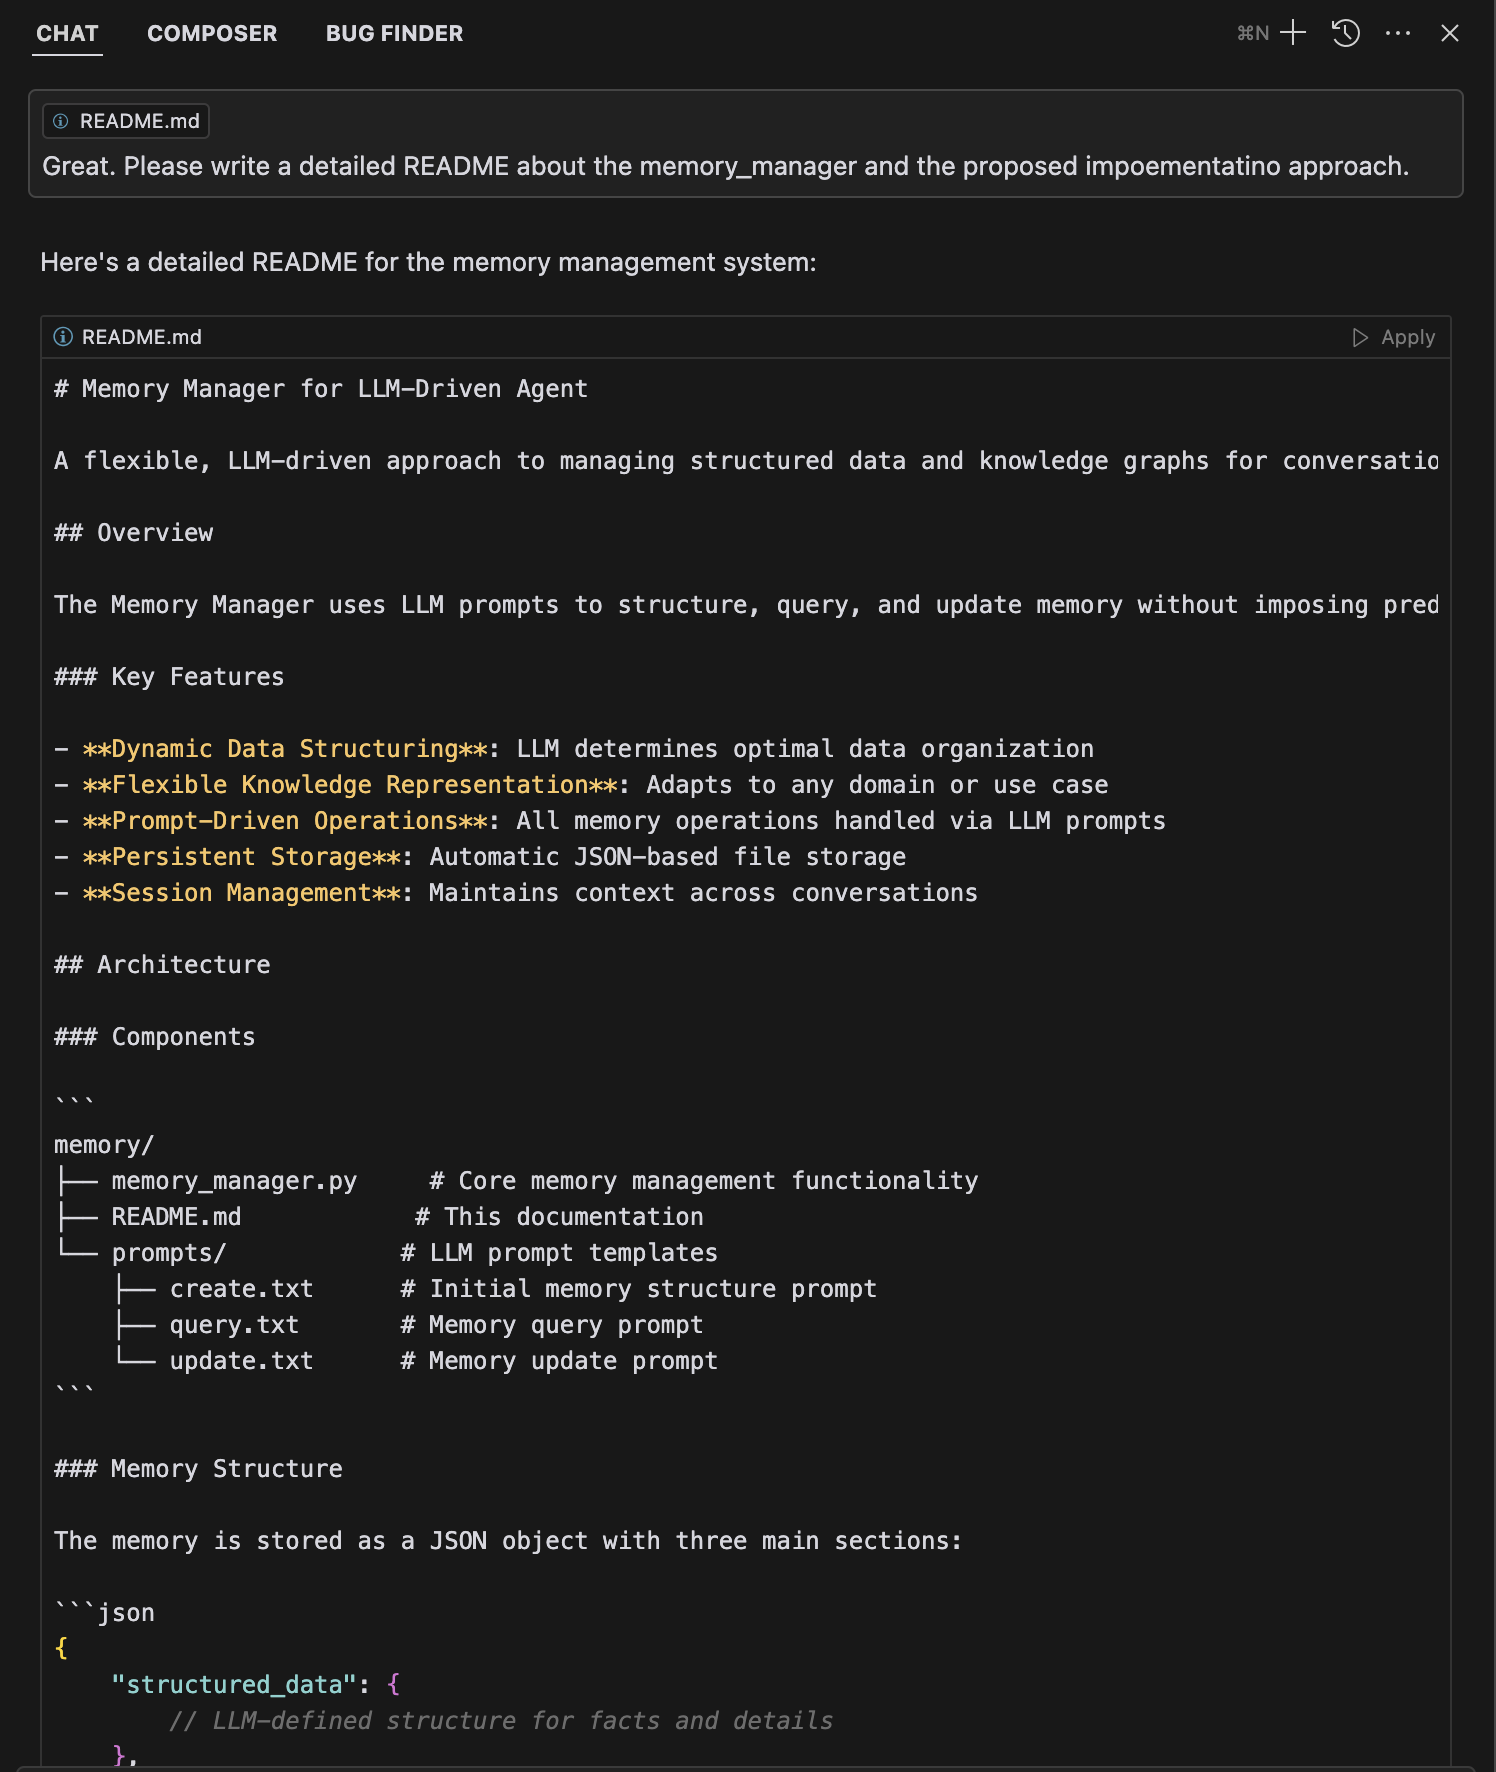 CHAT COMPOSER BUG FINDER ⌘N
README.md
Great. Please write a detailed README about the memory_manager and the proposed impoementatino approach.
Here's a detailed README for the memory management system:
README.md Apply
# Memory Manager for LLM-Driven Agent
A flexible, LLM-driven approach to managing structured data and knowledge graphs for conversatio
## Overview
The Memory Manager uses LLM prompts to structure, query, and update memory without imposing pred
### Key Features
- **Dynamic Data Structuring**: LLM determines optimal data organization
- **Flexible Knowledge Representation**: Adapts to any domain or use case
- **Prompt-Driven Operations**: All memory operations handled via LLM prompts
- **Persistent Storage**: Automatic JSON-based file storage
- **Session Management**: Maintains context across conversations
## Architecture
### Components
```
memory/
├── memory_manager.py     # Core memory management functionality
├── README.md            # This documentation
└── prompts/            # LLM prompt templates
    ├── create.txt      # Initial memory structure prompt
    ├── query.txt       # Memory query prompt
    └── update.txt      # Memory update prompt
```
### Memory Structure
The memory is stored as a JSON object with three main sections:
```json
{
    "structured_data": {
        // LLM-defined structure for facts and details
    },